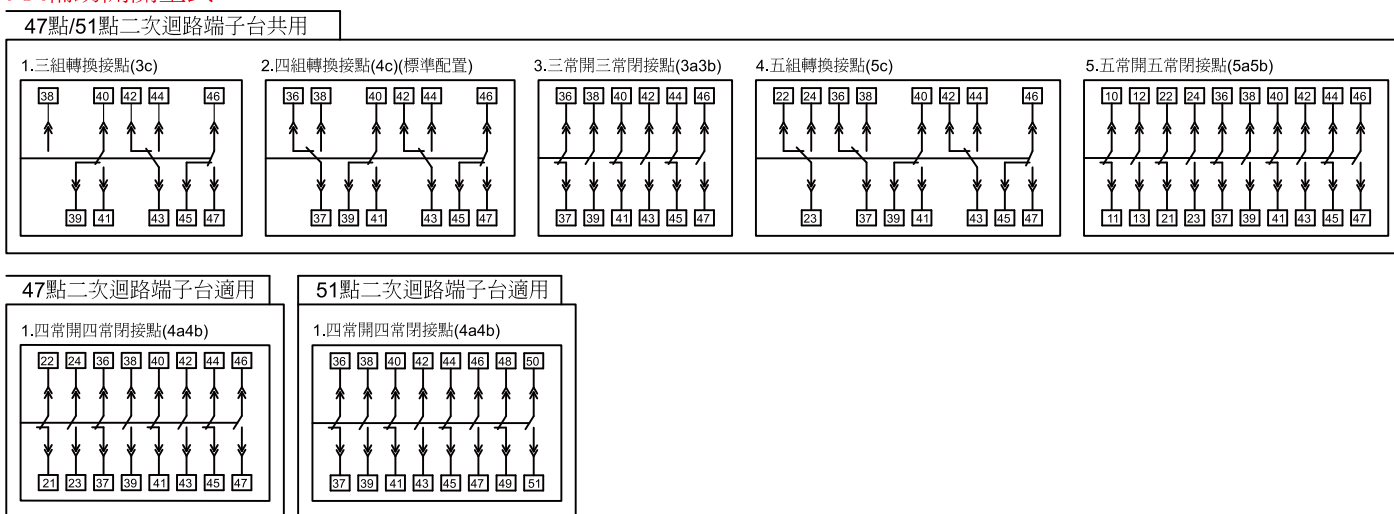 47點/51點二次迴路端子台共用
1.三組轉換接點(3c)
38 40 42 44 46
39 41 43 45 47
2.四組轉換接點(4c)(標準配置)
36 38 40 42 44 46
37 39 41 43 45 47
3.三常開三常閉接點(3a3b)
36 38 40 42 44 46
37 39 41 43 45 47
4.五組轉換接點(5c)
22 24 36 38 40 42 44 46
23 37 39 41 43 45 47
5.五常開五常閉接點(5a5b)
10 12 22 24 36 38 40 42 44 46
11 13 21 23 37 39 41 43 45 47
47點二次迴路端子台適用
1.四常開四常閉接點(4a4b)
22 24 36 38 40 42 44 46
21 23 37 39 41 43 45 47
51點二次迴路端子台適用
1.四常開四常閉接點(4a4b)
36 38 40 42 44 46 48 50
37 39 41 43 45 47 49 51